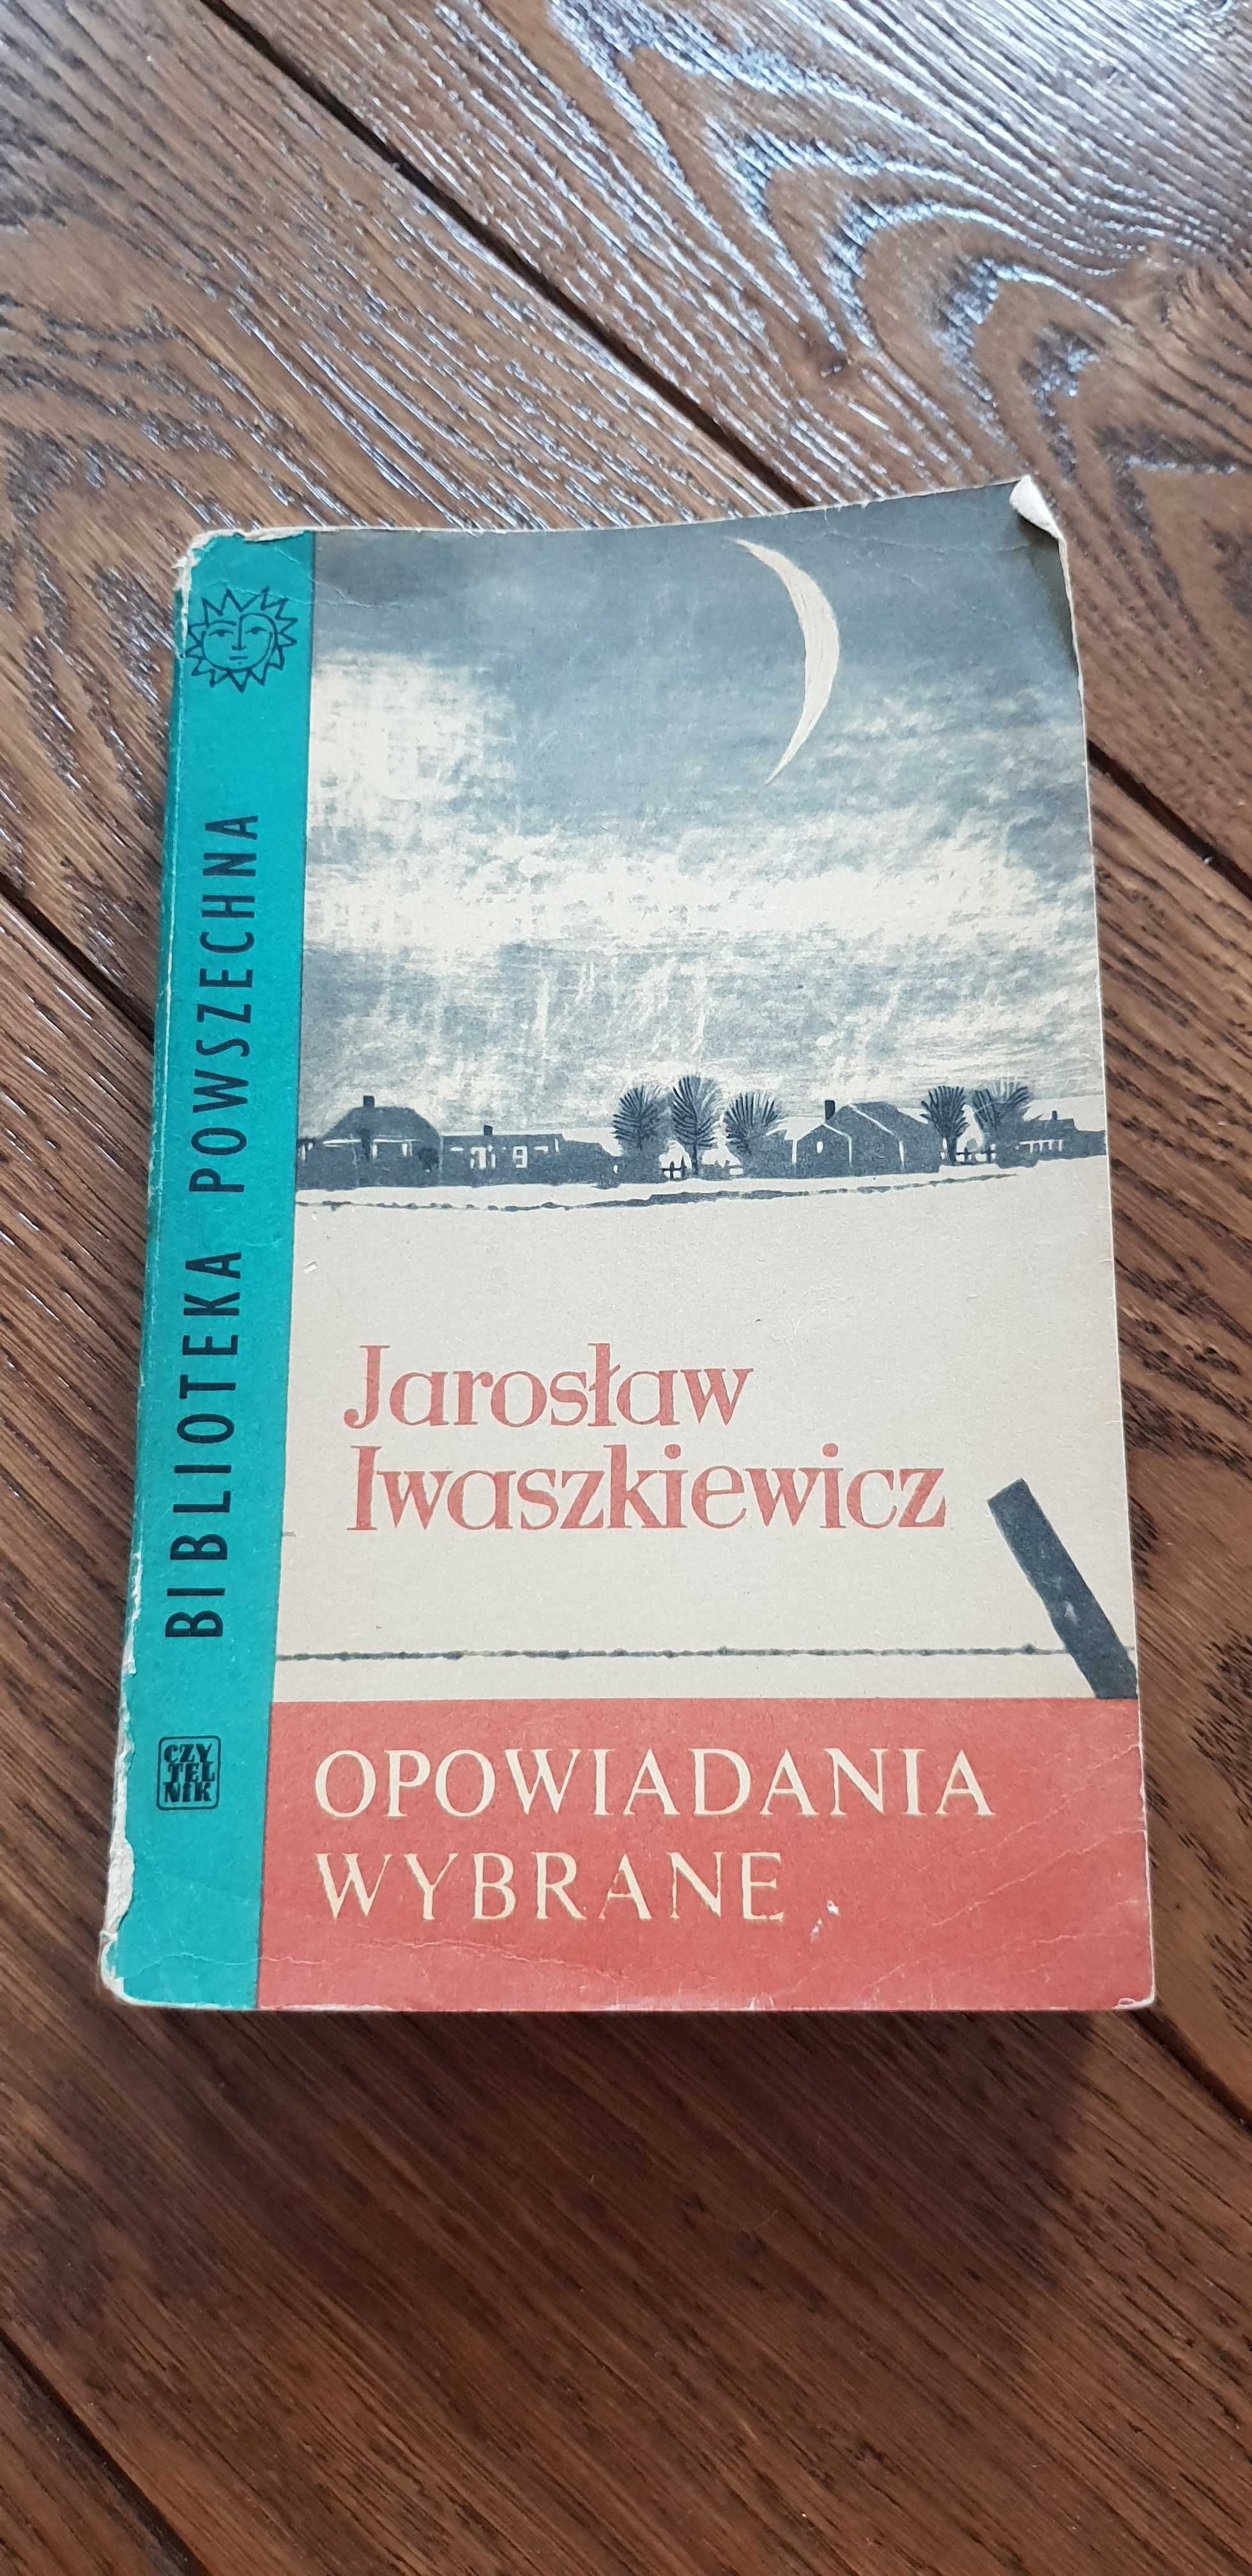 BIBLIOTEKA POWSZECHNA
CZY
TEL
NIK
Jarosław
Iwaszkiewicz
OPOWIADANIA
WYBRANE